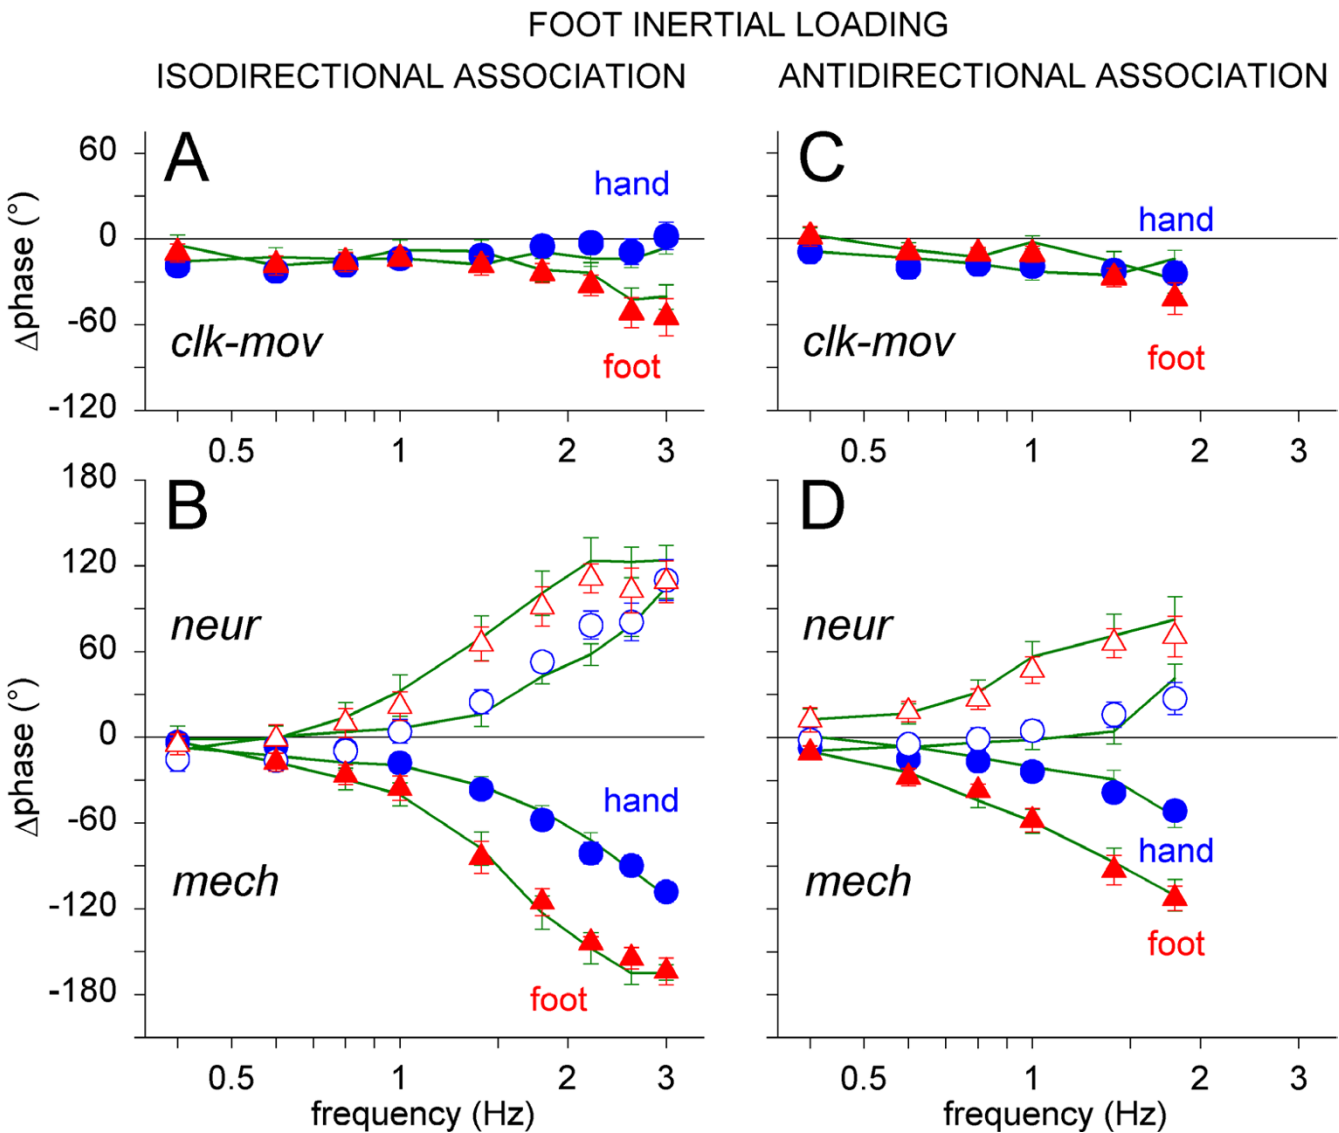 FOOT INERTIAL LOADING
ISODIRECTIONAL ASSOCIATION
ANTIDIRECTIONAL ASSOCIATION
A
60
0
-60
-120
Δphase (°)
hand
clk-mov
foot
0.5 1 2 3
C
hand
clk-mov
foot
0.5 1 2 3
B
180
120
60
0
-60
-120
-180
Δphase (°)
neur
hand
mech
foot
0.5 1 2 3
frequency (Hz)
D
neur
hand
mech
foot
0.5 1 2 3
frequency (Hz)